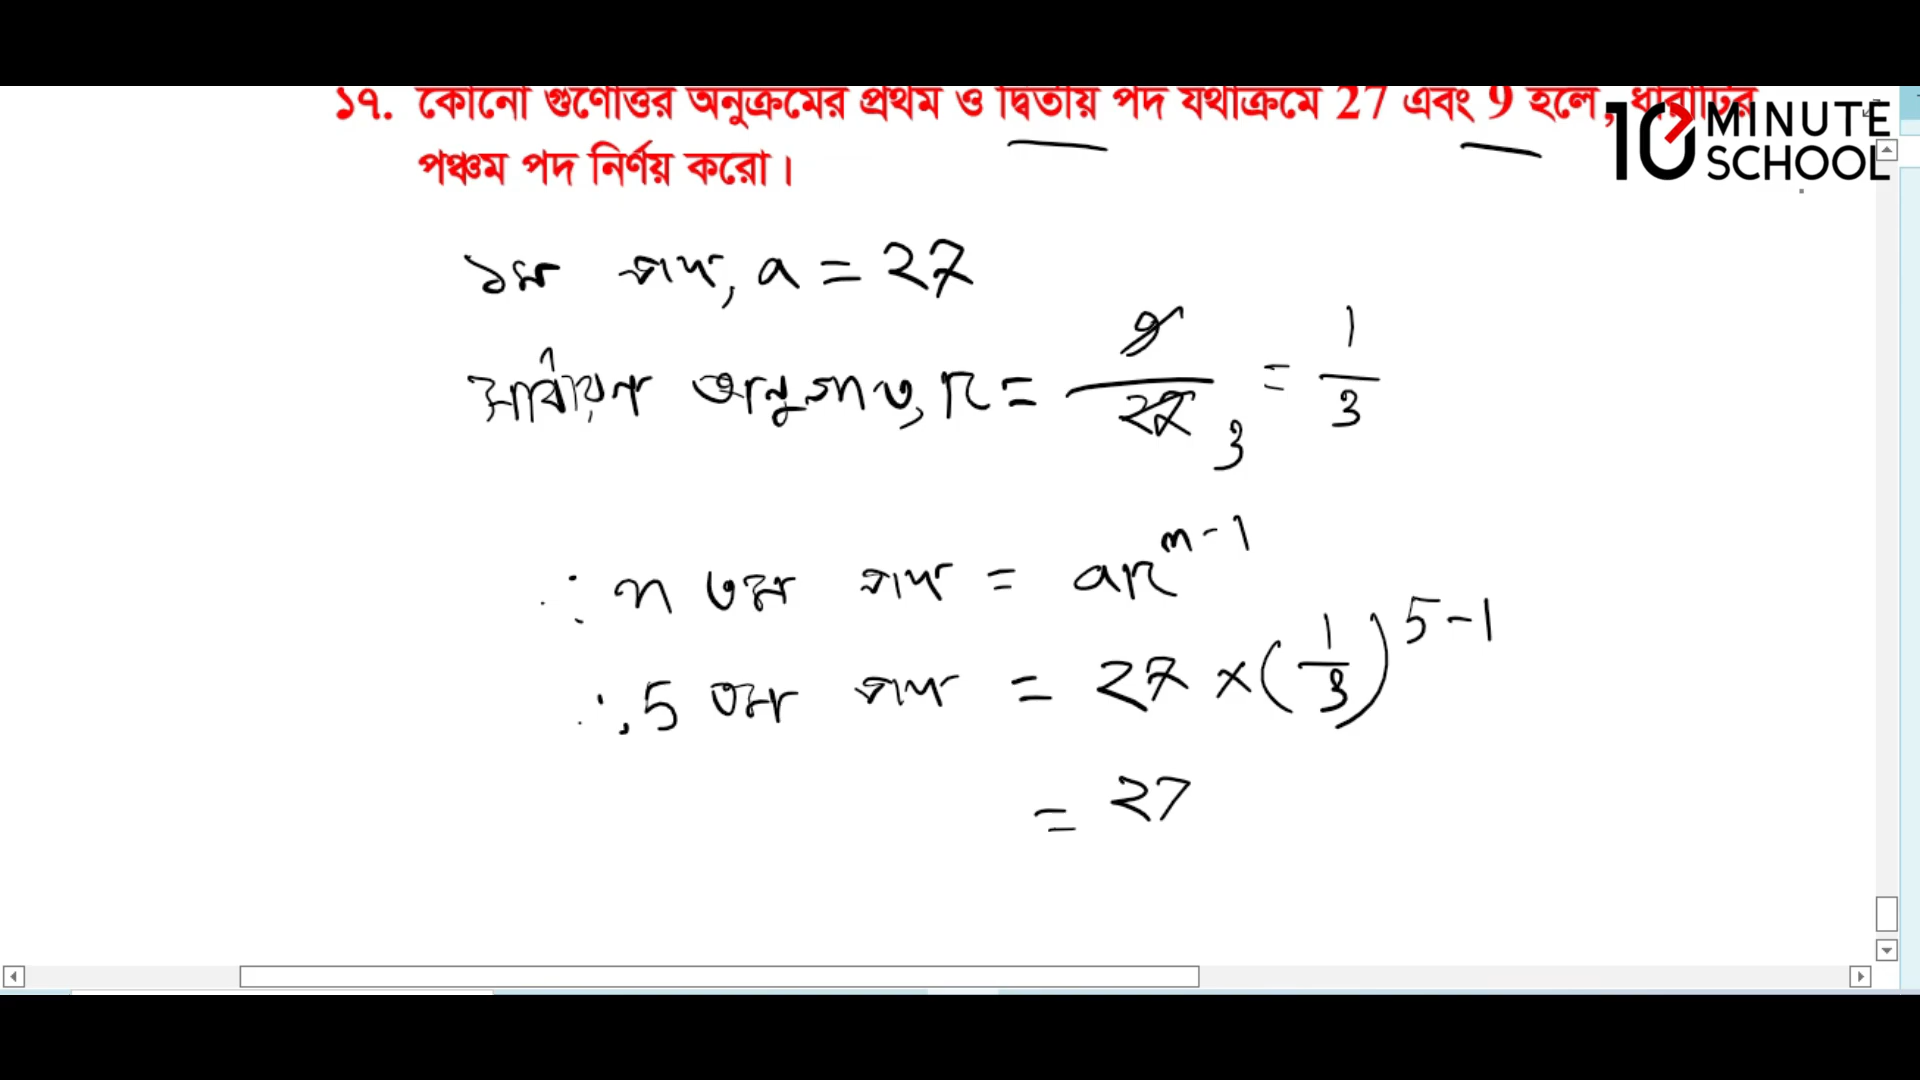 ১৭. কোনো গুণোত্তর অনুক্রমের প্রথম ও দ্বিতীয় পদ যথাক্রমে 27 এবং 9 হলে, ধারাটির
পঞ্চম পদ নির্ণয় করো।
10 MINUTE SCHOOL
১ম পদ, a = 27
সাধারণ অনুপাত, r = 9/27 3 = 1/3
∴ n তম পদ = ar^(n-1)
∴ 5 তম পদ = 27 × (1/3)^(5-1)
= 27